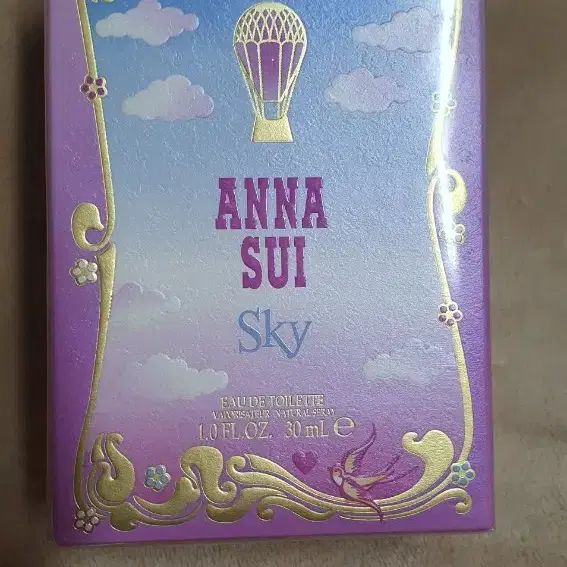 ANNA
SUI
Sky
EAU DE TOILETTE
VAPORISATEUR NATURAL SPRAY
1.0 FL.OZ. 30 mL ℮